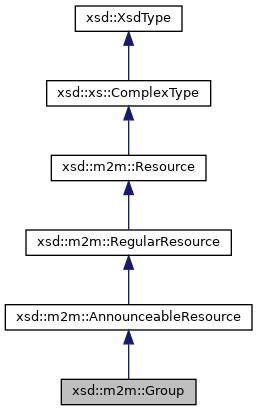 xsd::XsdType
xsd::xs::ComplexType
xsd::m2m::Resource
xsd::m2m::RegularResource
xsd::m2m::AnnounceableResource
xsd::m2m::Group